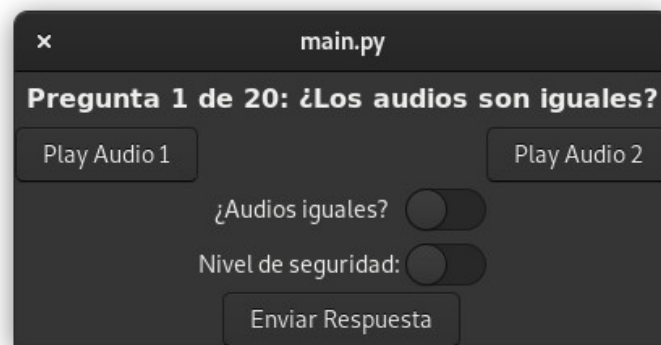 × main.py
Pregunta 1 de 20: ¿Los audios son iguales?
Play Audio 1 Play Audio 2
¿Audios iguales?
Nivel de seguridad:
Enviar Respuesta